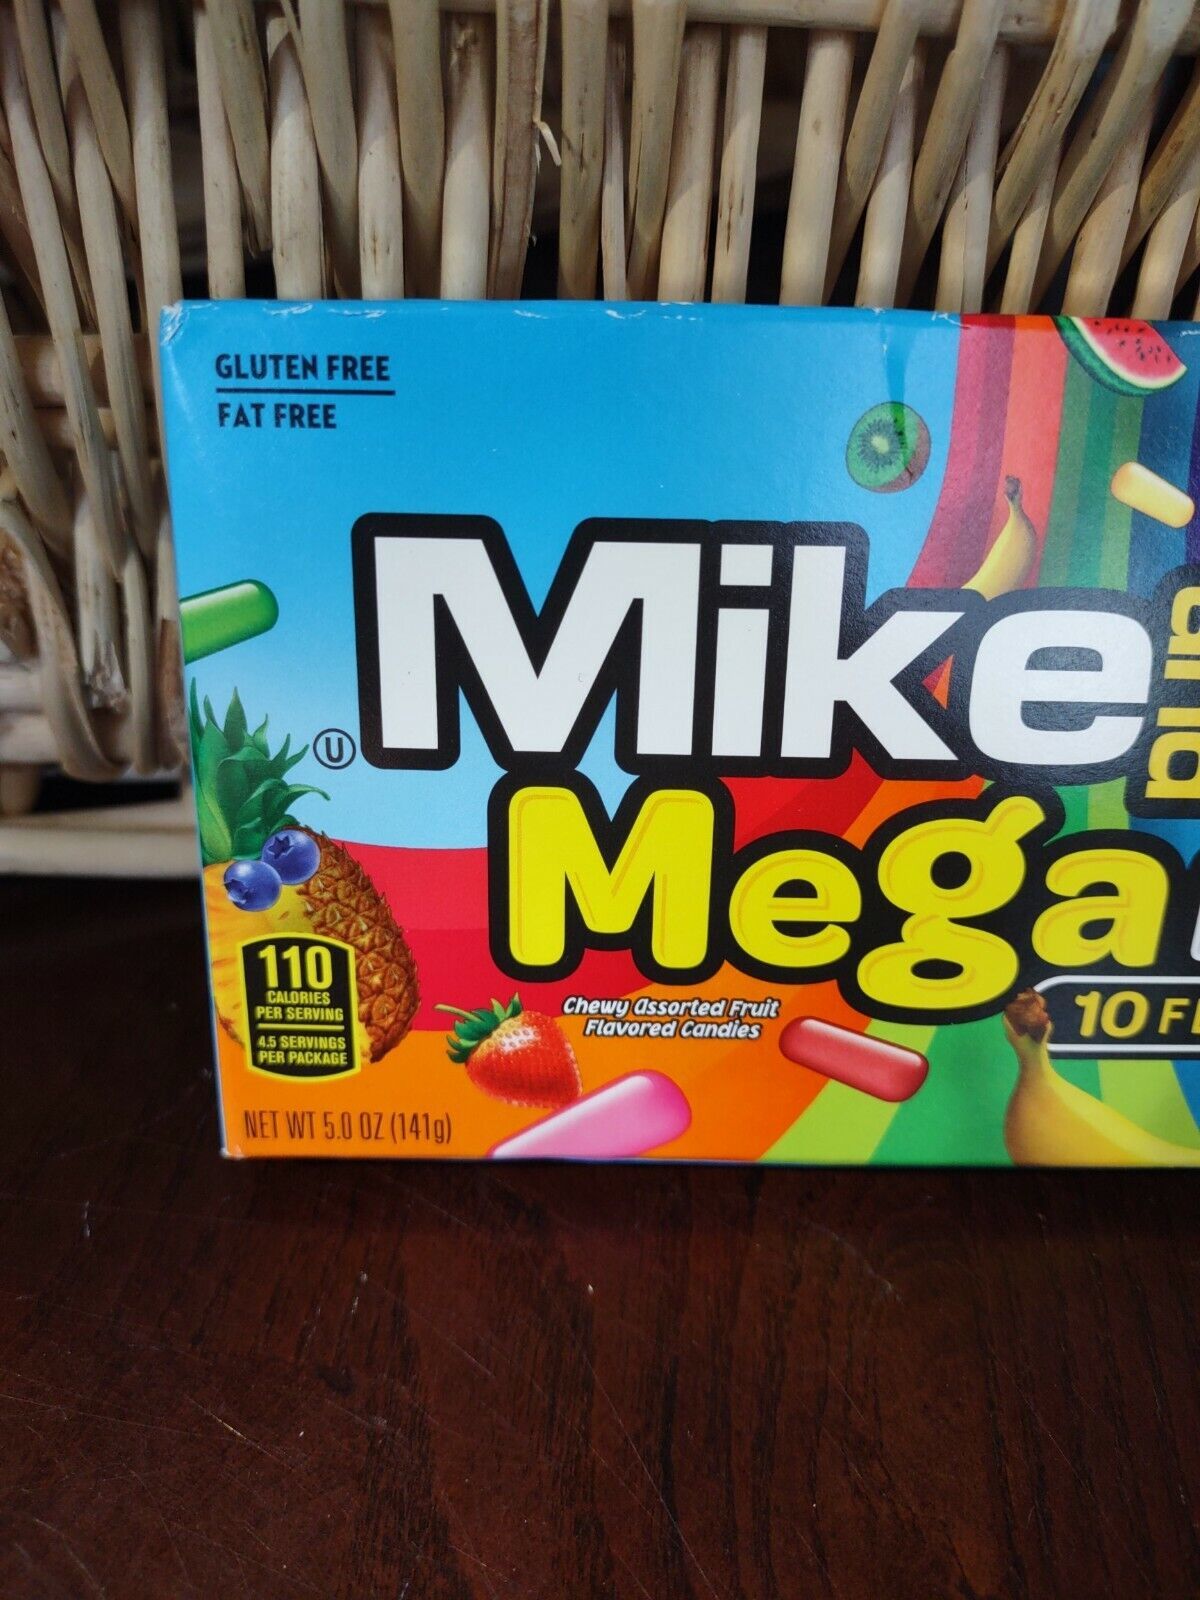 GLUTEN FREE
FAT FREE
Mike
and
Mega
Ⓤ
10
Chewy Assorted Fruit
Flavored Candies
110
CALORIES
PER SERVING
4.5 SERVINGS
PER PACKAGE
NET WT 5.0 OZ (141g)